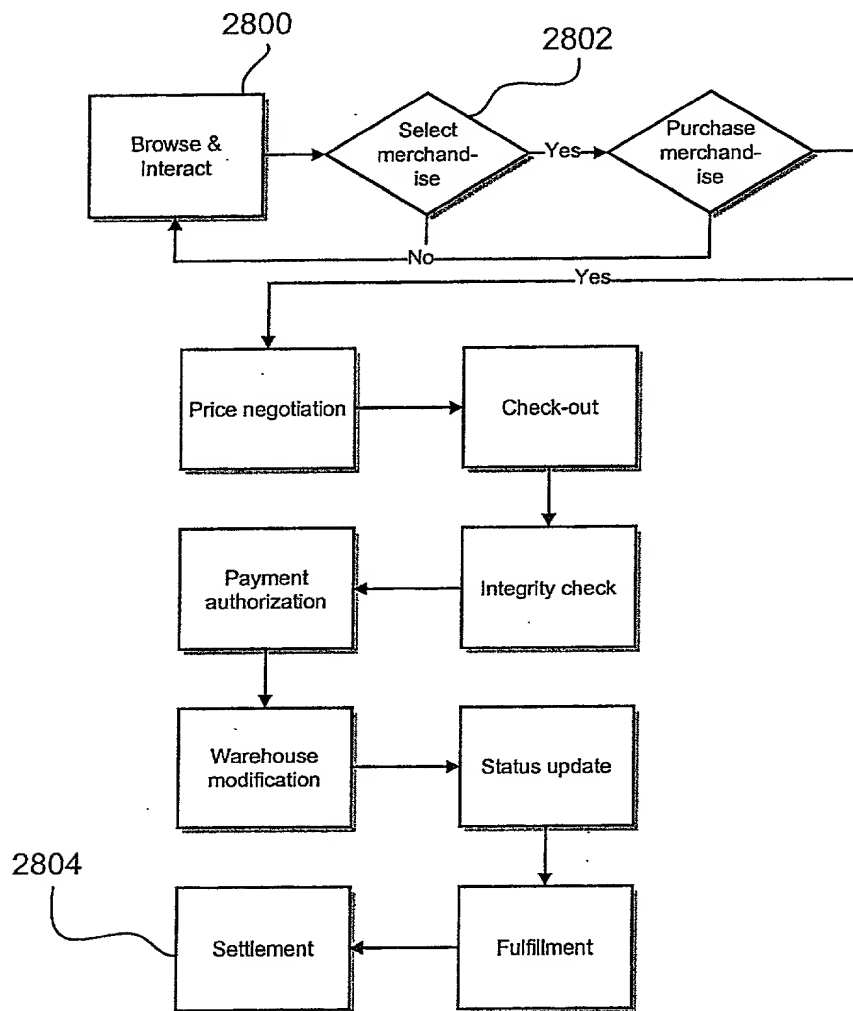 2800
2802
Browse &
Interact
Select
merchand-
ise
Yes
Purchase
merchand-
ise
No
Yes
Price negotiation
Check-out
Payment
authorization
Integrity check
Warehouse
modification
Status update
2804
Settlement
Fulfillment